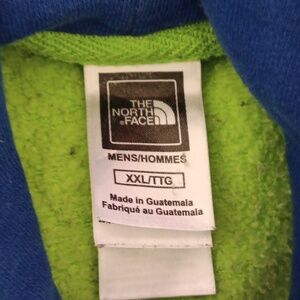 THE
NORTH
FACE
MENS/HOMMES
XXL/TTG
Made in Guatemala
Fabriqué au Guatemala